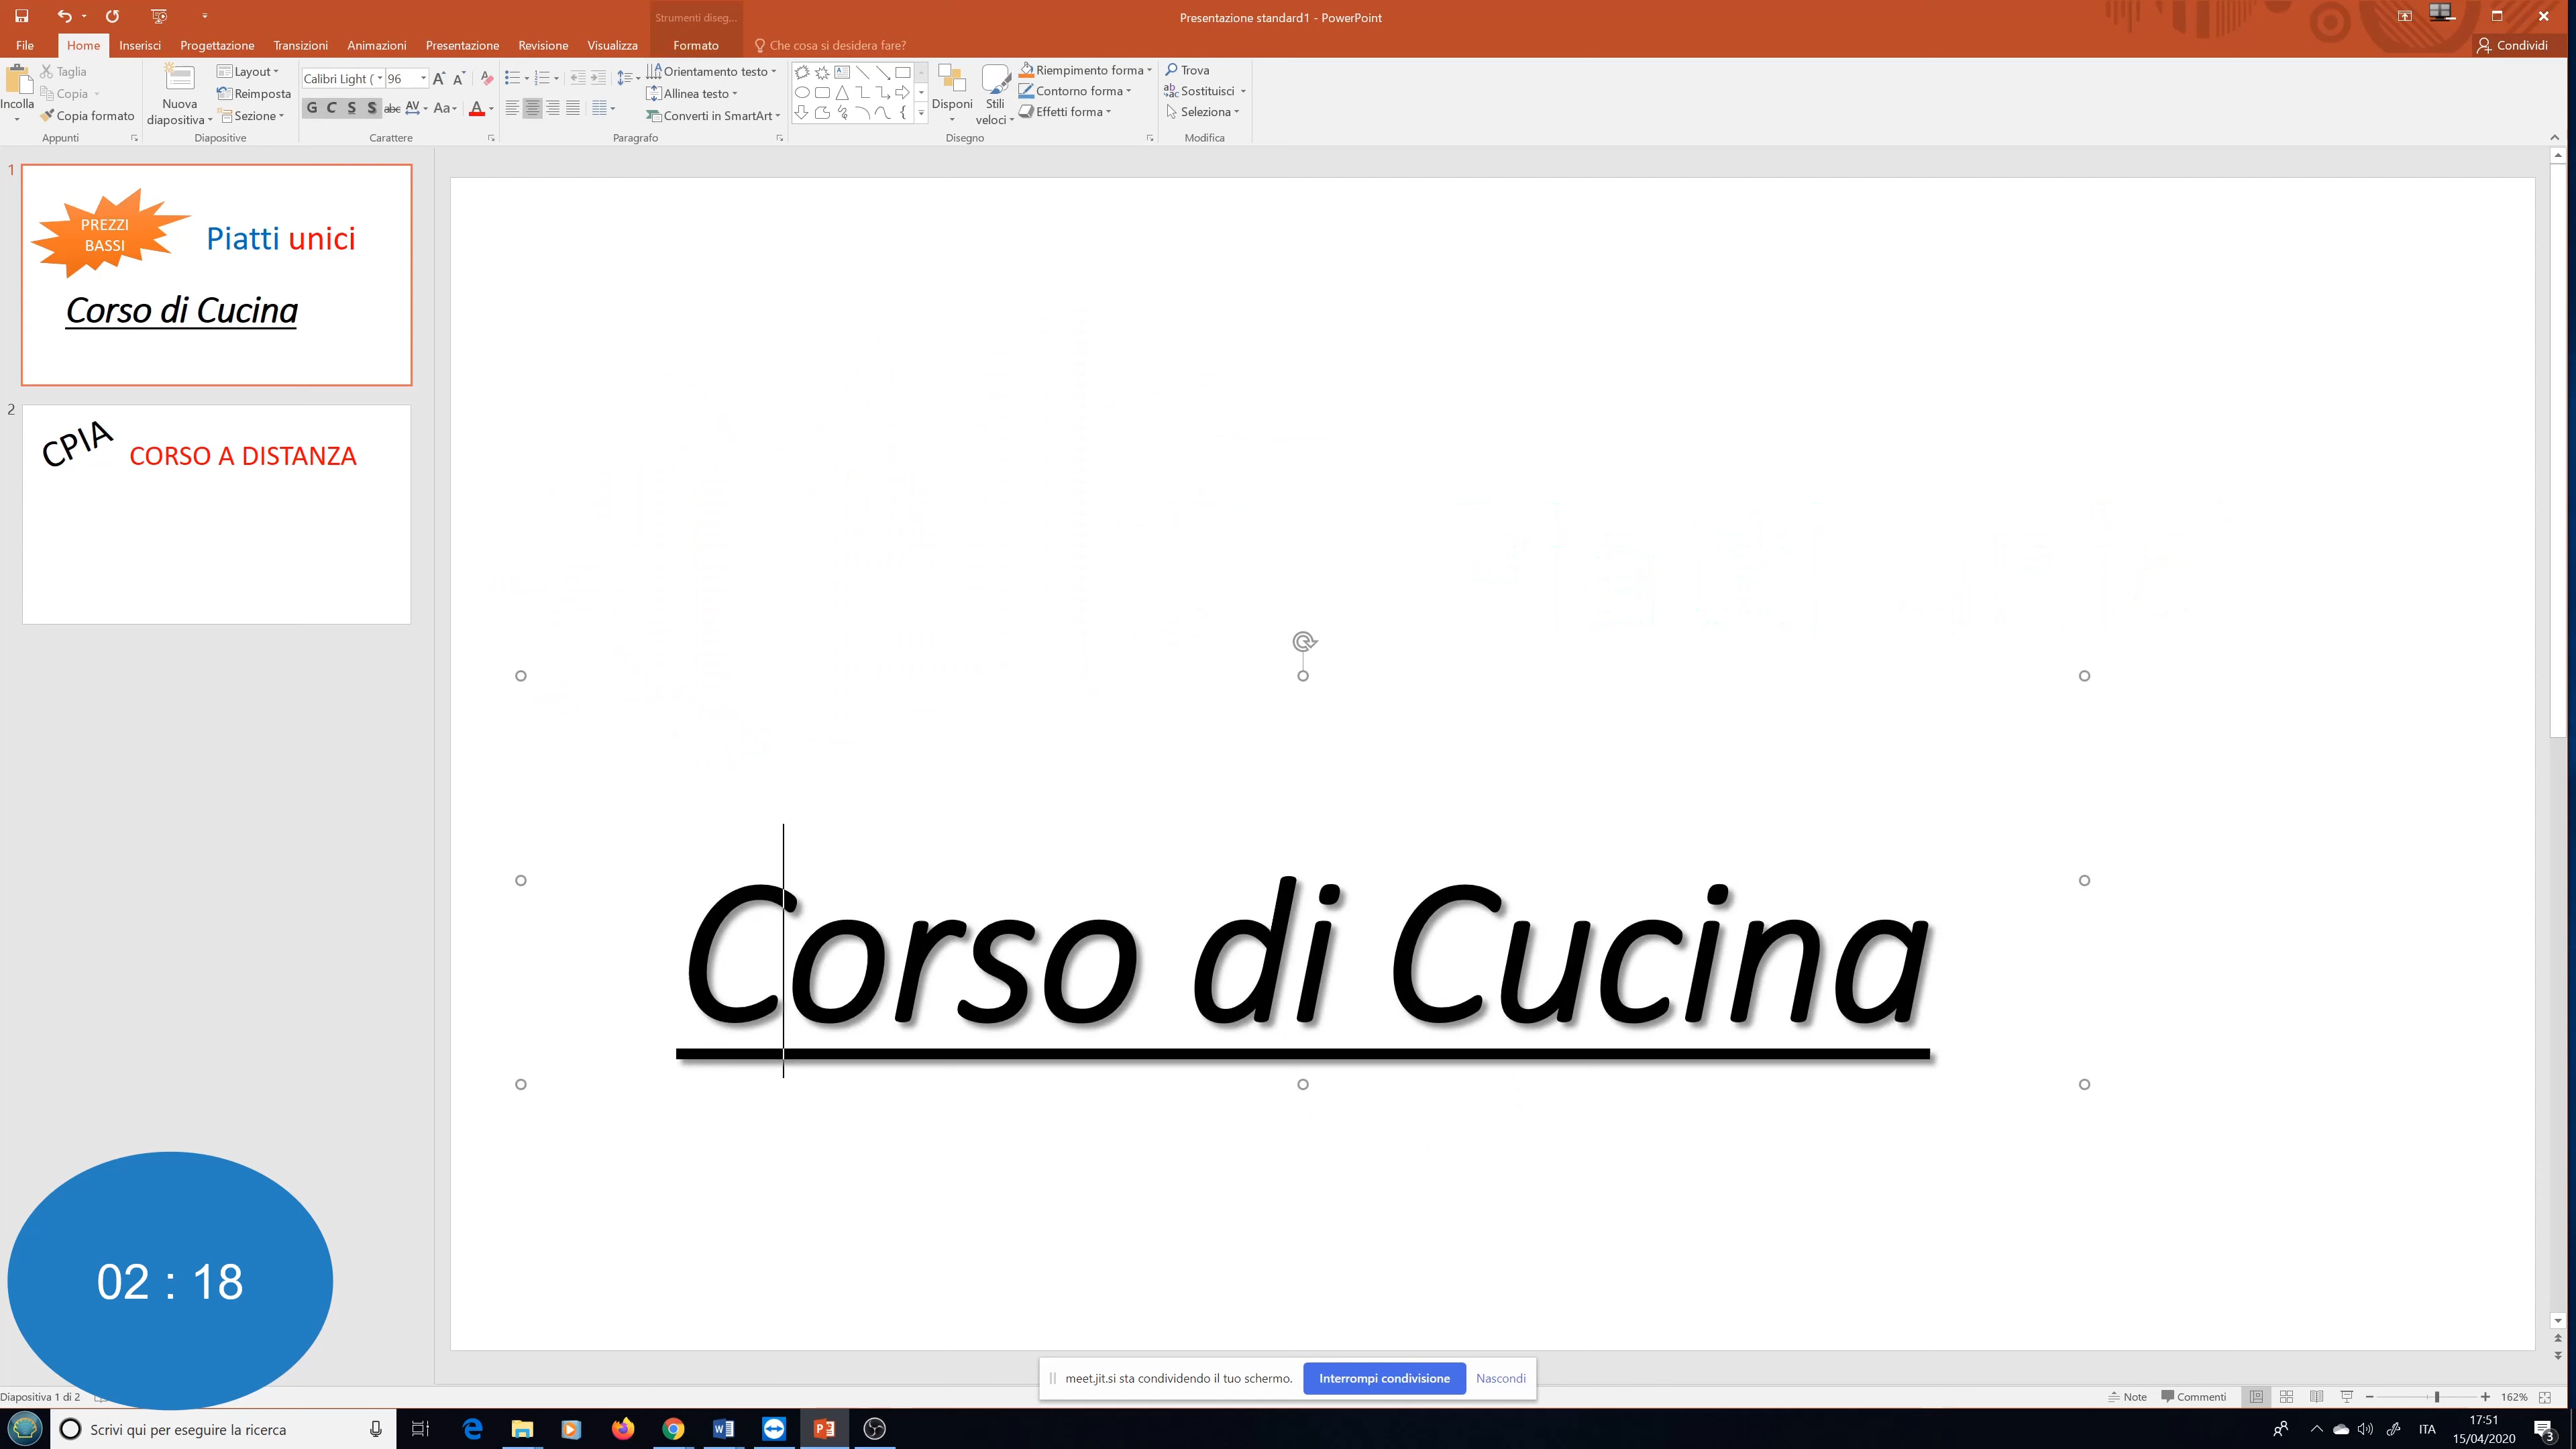 Strumenti diseg...
Presentazione standard1 - PowerPoint
File Home Inserisci Progettazione Transizioni Animazioni Presentazione Revisione Visualizza Formato Che cosa si desidera fare? Condividi
Taglia
Copia
Copia formato
Incolla
Appunti
Nuova diapositiva
Layout
Reimposta
Sezione
Diapositive
Calibri Light ( 96
G C S S abc AV Aa A
Carattere
Orientamento testo
Allinea testo
Converti in SmartArt
Paragrafo
Disponi
Stili veloci
Riempimento forma
Contorno forma
Effetti forma
Disegno
Trova
Sostituisci
Seleziona
Modifica
1
PREZZI
BASSI
Piatti unici
Corso di Cucina
2
CPIA
CORSO A DISTANZA
Corso di Cucina
02 : 18
meet.jit.si sta condividendo il tuo schermo. Interrompi condivisione Nascondi
Diapositiva 1 di 2
Note Commenti 162%
Scrivi qui per eseguire la ricerca
ITA
17:51
15/04/2020
3